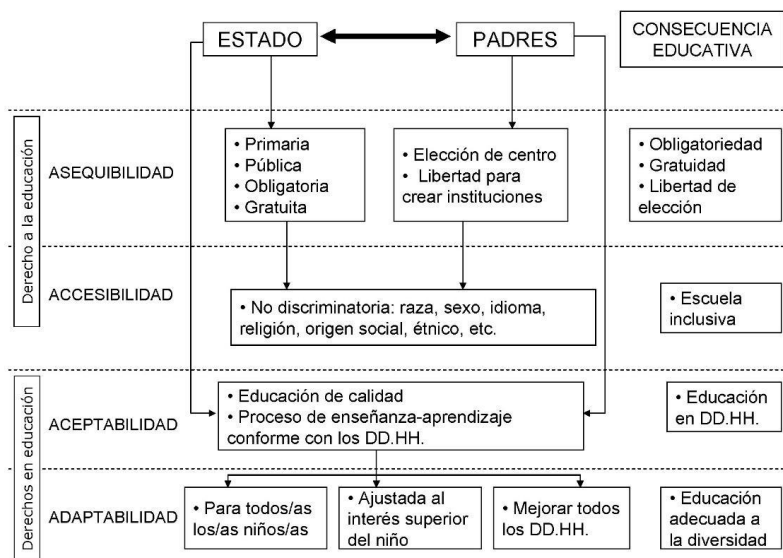 ESTADO
PADRES
CONSECUENCIA
EDUCATIVA
Derecho a la educación
ASEQUIBILIDAD
• Primaria
• Pública
• Obligatoria
• Gratuita
• Elección de centro
• Libertad para
crear instituciones
• Obligatoriedad
• Gratuidad
• Libertad de
elección
ACCESIBILIDAD
• No discriminatoria: raza, sexo, idioma,
religión, origen social, étnico, etc.
• Escuela
inclusiva
Derechos en educación
ACEPTABILIDAD
• Educación de calidad
• Proceso de enseñanza-aprendizaje
conforme con los DD.HH.
• Educación
en DD.HH.
ADAPTABILIDAD
• Para todos/as
los/as niños/as
• Ajustada al
interés superior
del niño
• Mejorar todos
los DD.HH.
• Educación
adecuada a
la diversidad